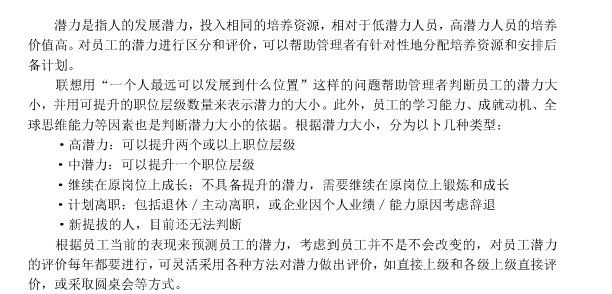 潜力是指人的发展潜力，投入相同的培养资源，相对于低潜力人员，高潜力人员的培养
价值高。对员工的潜力进行区分和评价，可以帮助管理者有针对性地分配培养资源和安排后
备计划。
联想用“一个人最远可以发展到什么位置”这样的问题帮助管理者判断员工的潜力大
小，并用可提升的职位层级数量来表示潜力的大小。此外，员工的学习能力、成就动机、全
球思维能力等因素也是判断潜力大小的依据。根据潜力大小，分为以下几种类型：
·高潜力：可以提升两个或以上职位层级
·中潜力：可以提升一个职位层级
·继续在原岗位上成长：不具备提升的潜力，需要继续在原岗位上锻炼和成长
·计划离职：包括退休／主动离职，或企业因个人业绩／能力原因考虑辞退
·新提拔的人，目前还无法判断
根据员工当前的表现来预测员工的潜力，考虑到员工并不是不会改变的，对员工潜力
的评价每年都要进行，可灵活采用各种方法对潜力做出评价，如直接上级和各级上级直接评
价，或采取圆桌会等方式。